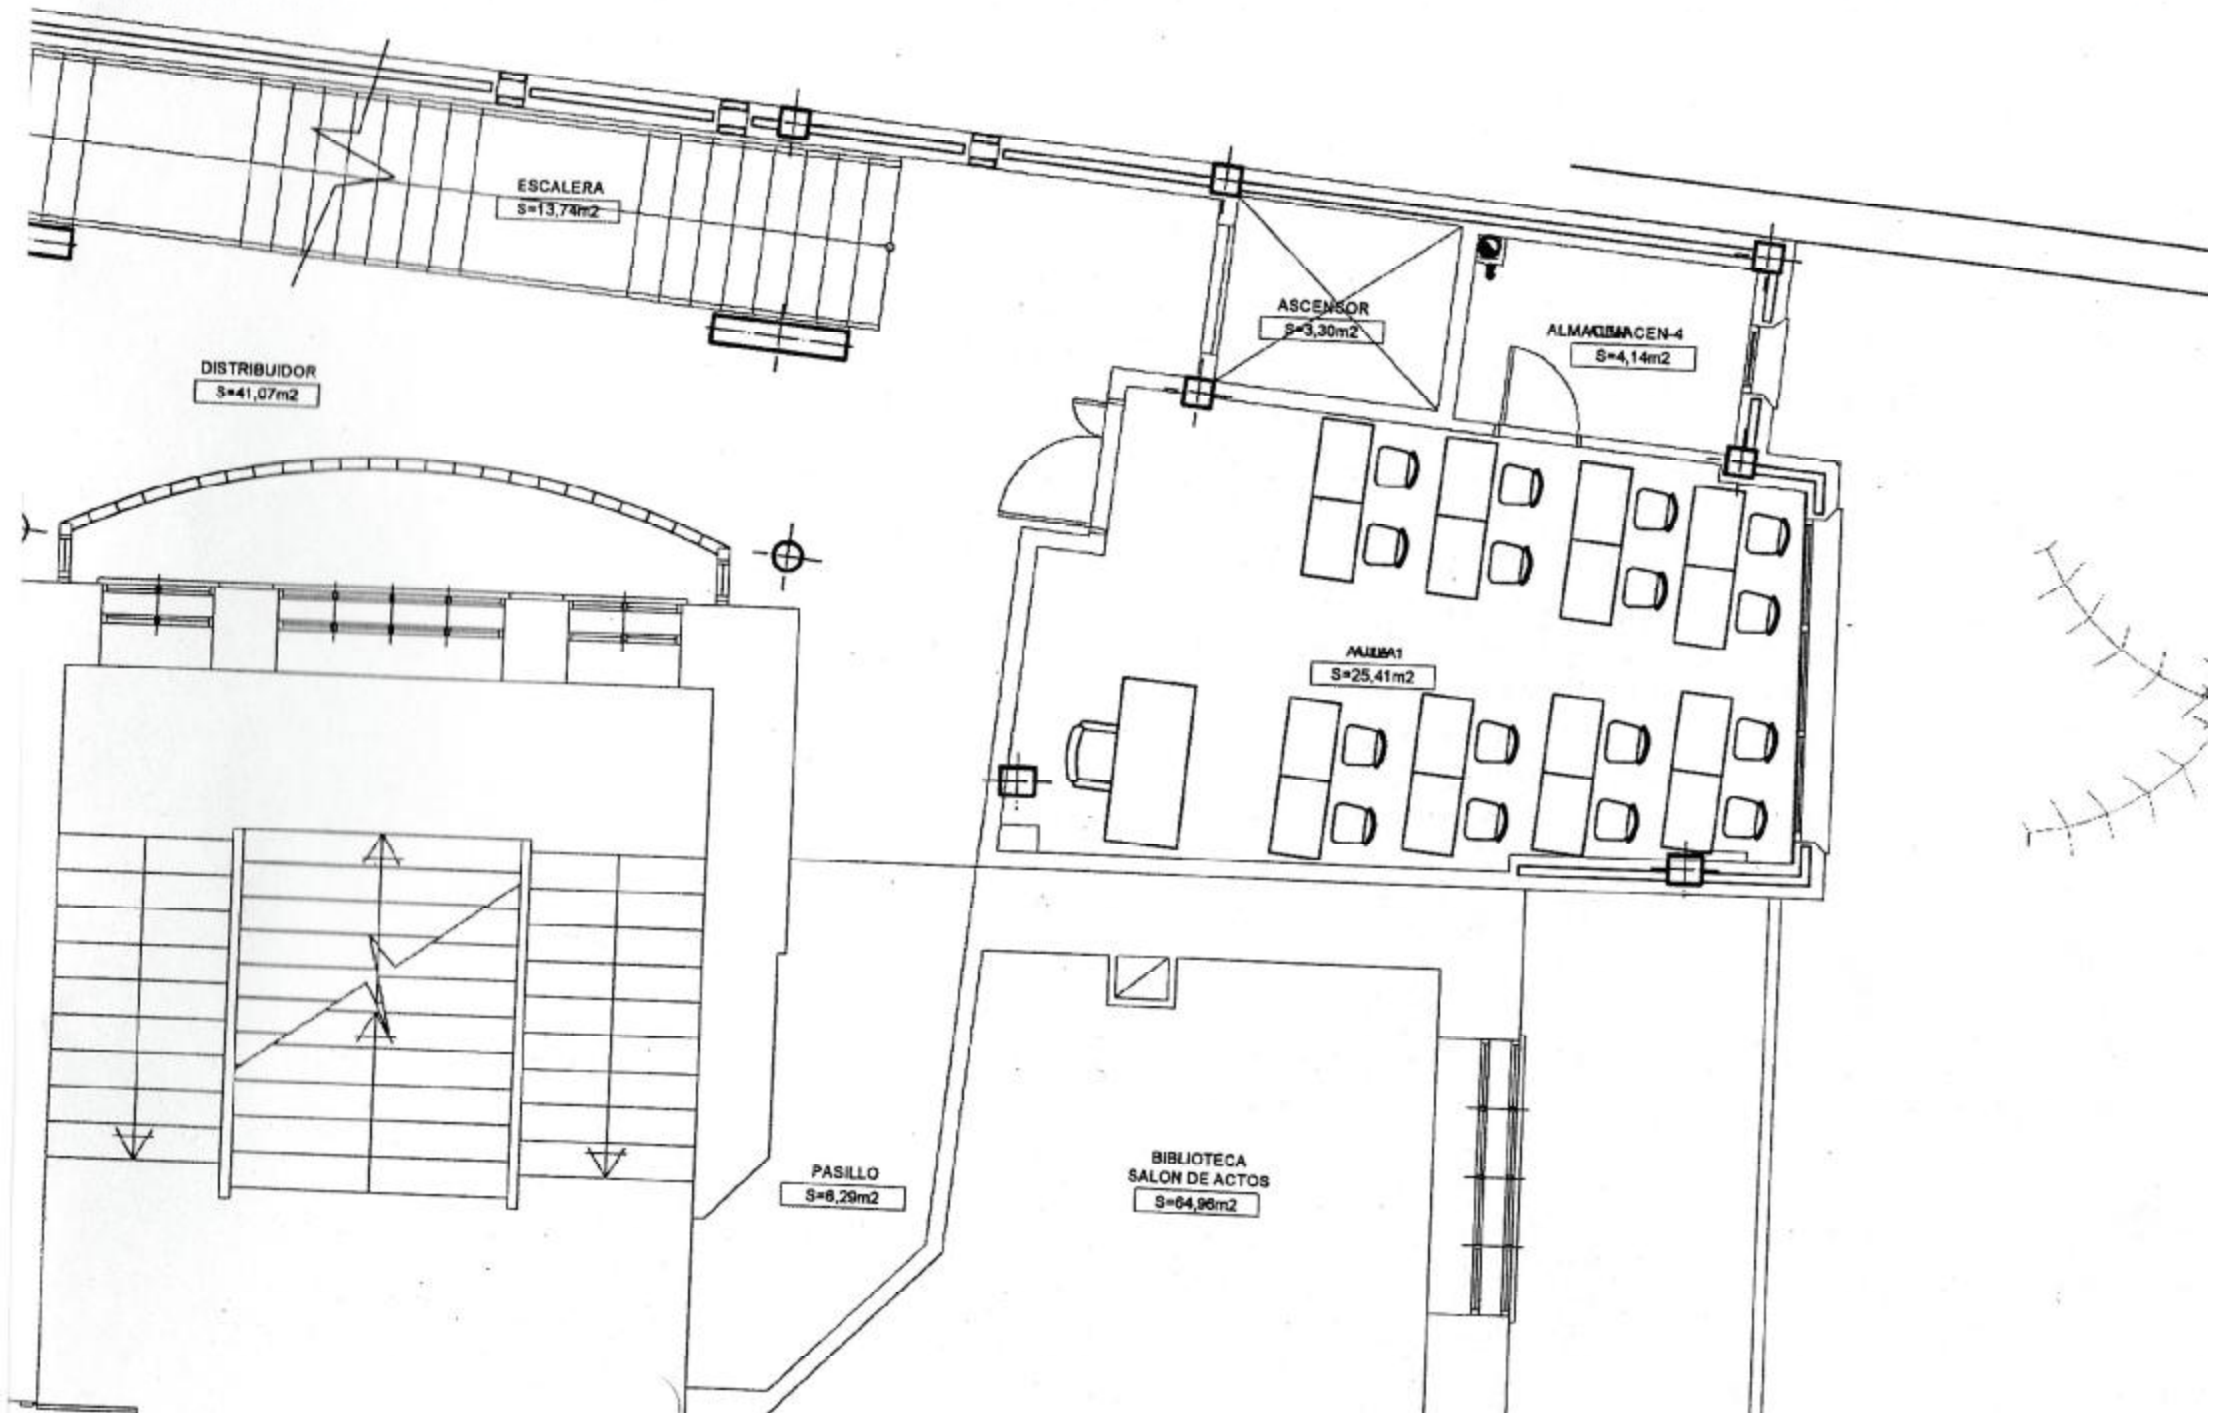 ESCALERA
S=13,74m2
ASCENSOR
S=3,30m2
S=4,14m2
DISTRIBUIDOR
S=41,07m2
S=25,41m2
PASILLO
S=6,29m2
BIBLIOTECA
SALON DE ACTOS
S=64,96m2